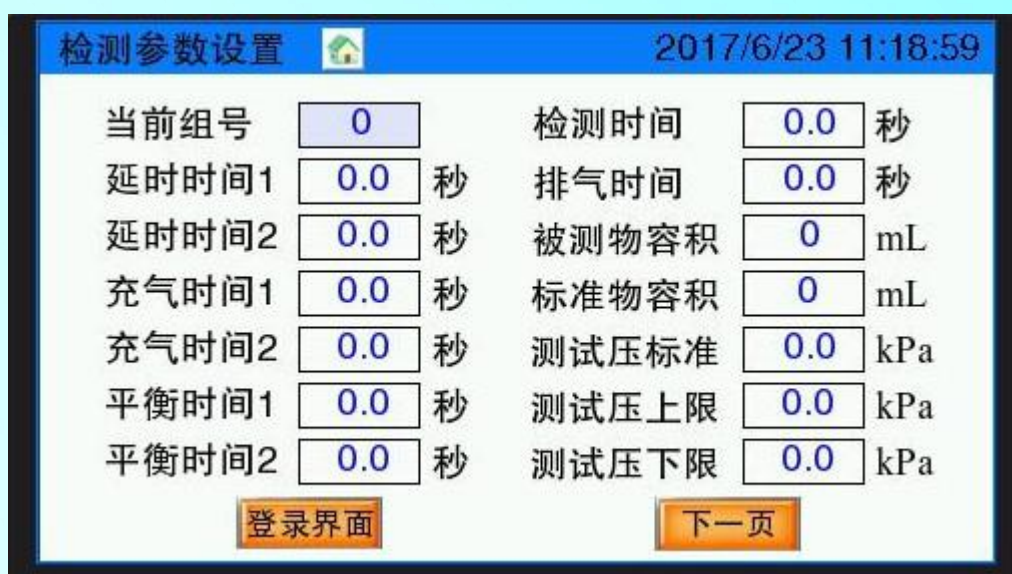 检测参数设置 2017/6/23 11:18:59
当前组号 0 检测时间 0.0 秒
延时时间1 0.0 秒 排气时间 0.0 秒
延时时间2 0.0 秒 被测物容积 0 mL
充气时间1 0.0 秒 标准物容积 0 mL
充气时间2 0.0 秒 测试压标准 0.0 kPa
平衡时间1 0.0 秒 测试压上限 0.0 kPa
平衡时间2 0.0 秒 测试压下限 0.0 kPa
登录界面 下一页